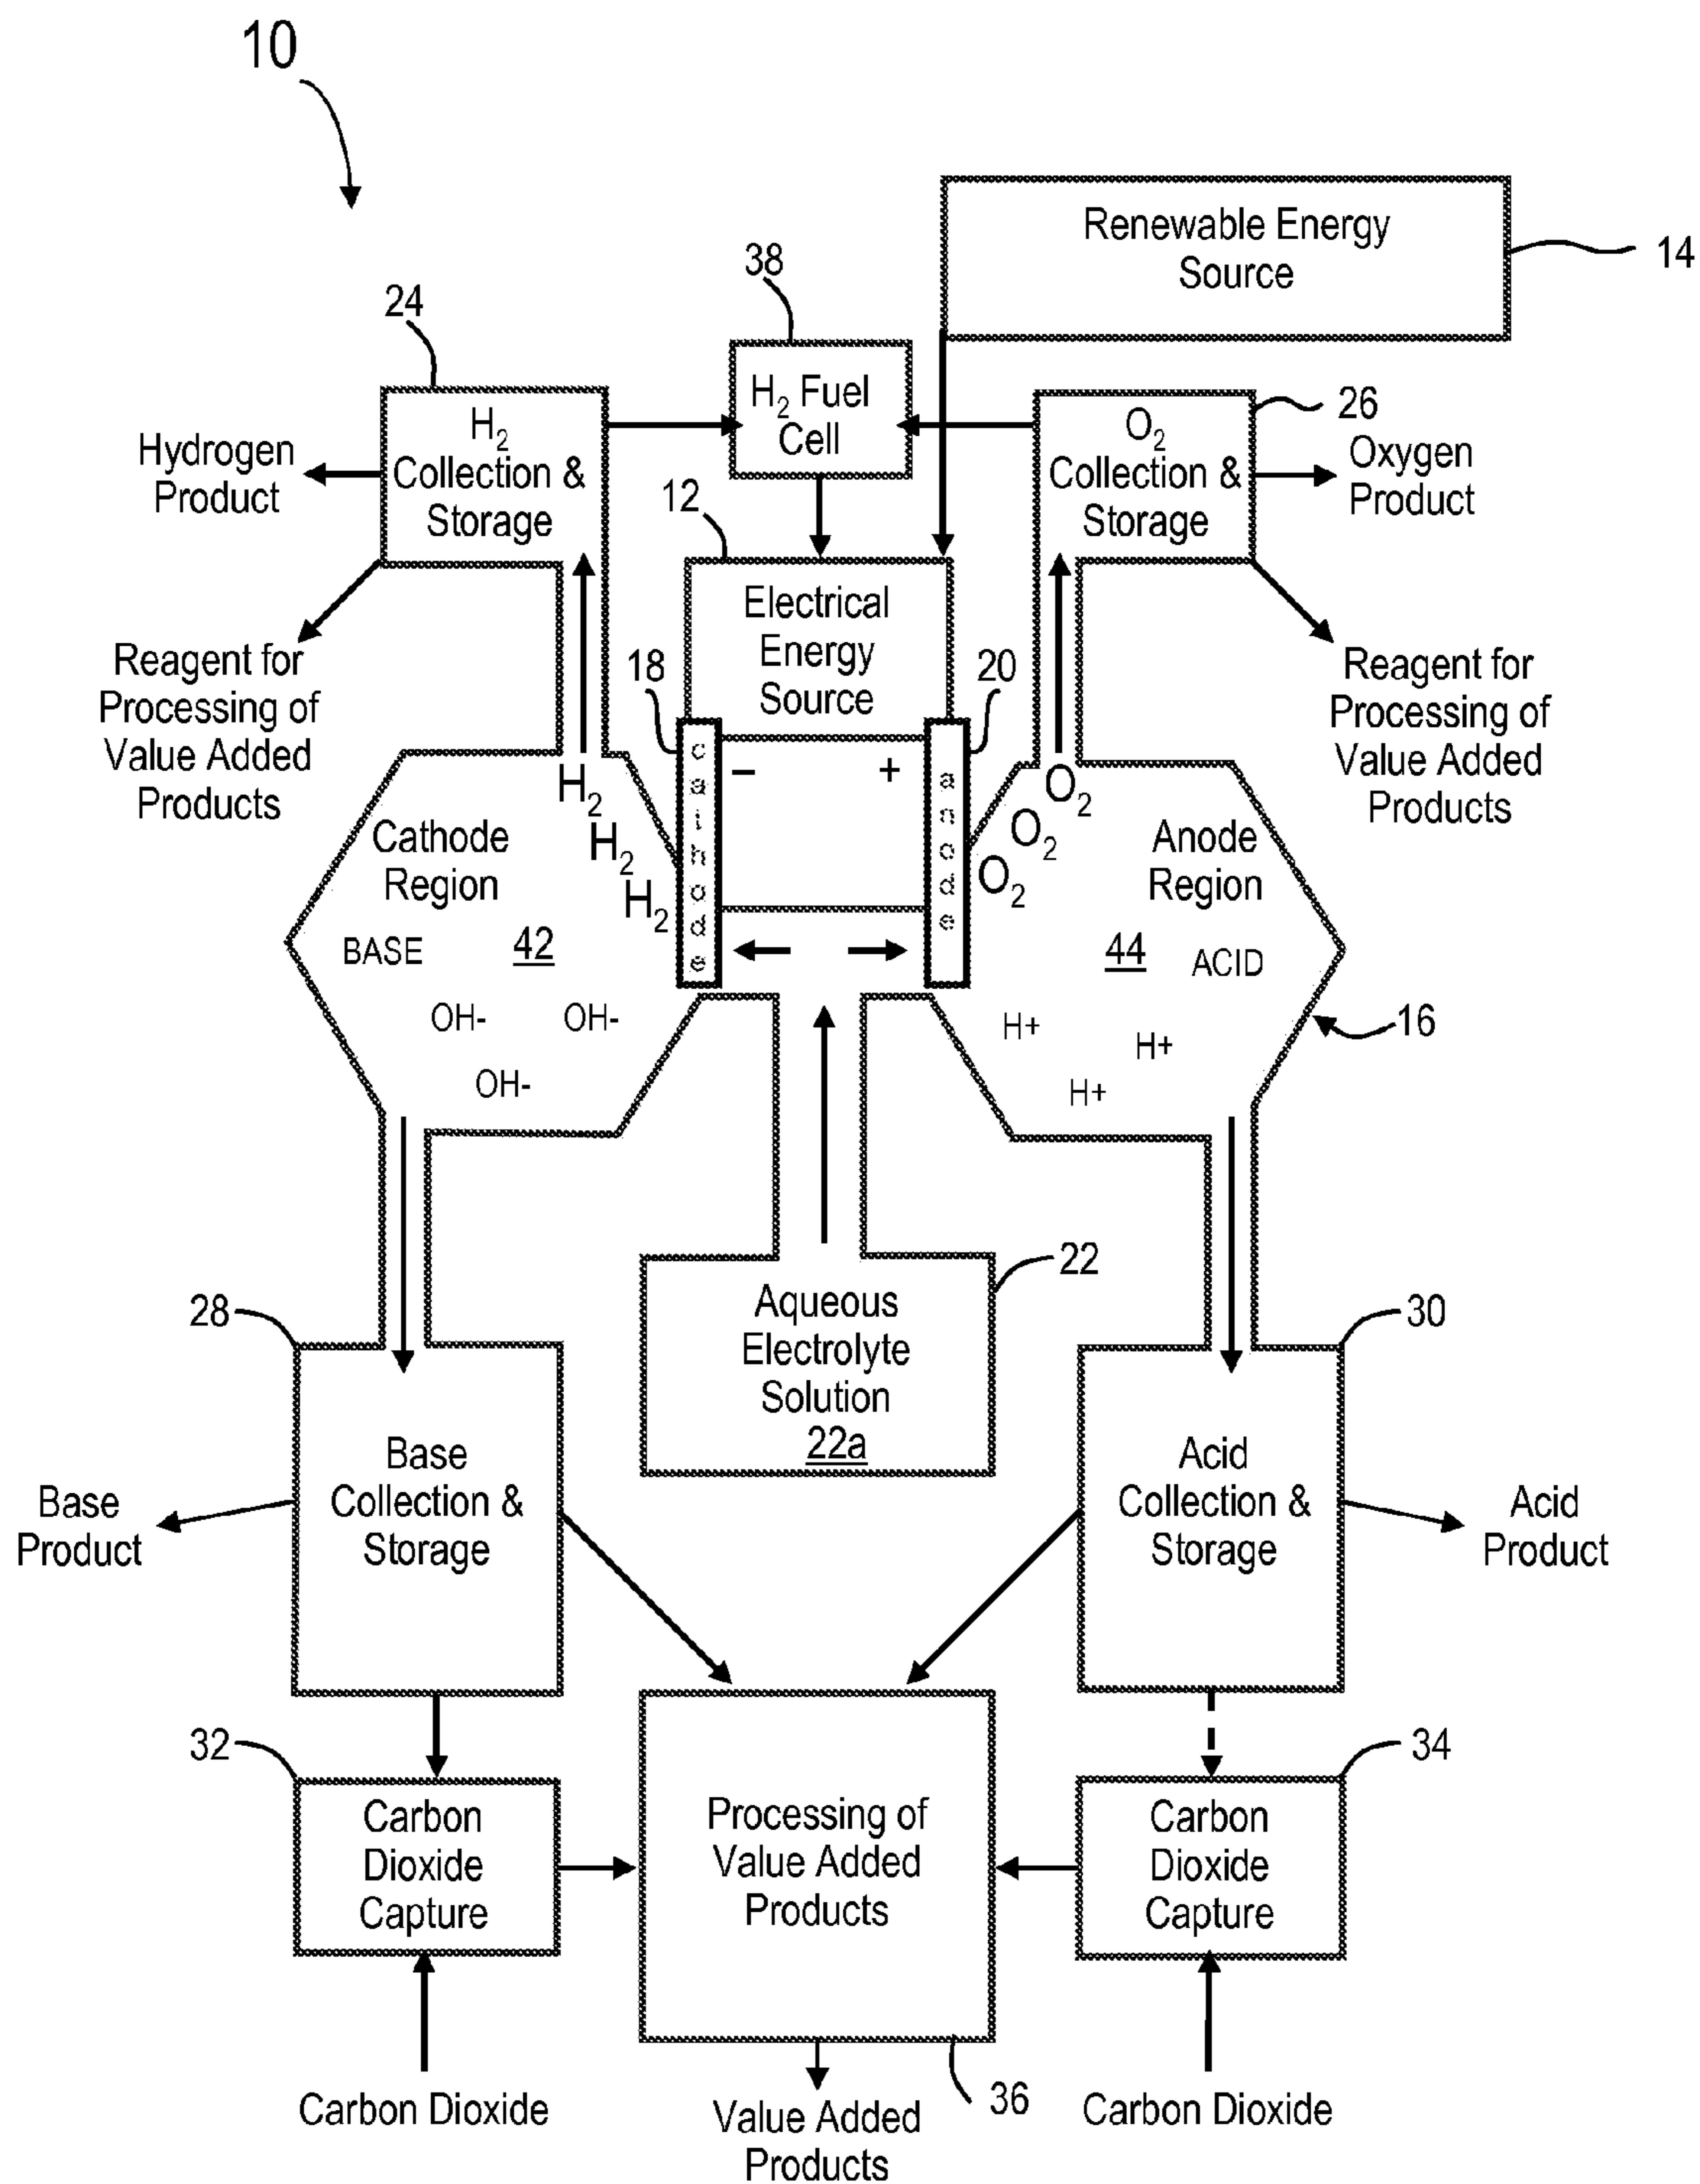 10
Renewable Energy
Source
14
38
24
H2 Fuel
Cell
H2
Collection &
Storage
26
O2
Collection &
Storage
Hydrogen
Product
Oxygen
Product
12
Electrical
Energy
Source
18
20
Reagent for
Processing of
Value Added
Products
Reagent for
Processing of
Value Added
Products
cathode
− +
anode
H2
H2
H2
O2
O2
O2
Cathode
Region
BASE
42
OH- OH-
OH-
Anode
Region
44
ACID
H+
H+
H+
16
22
Aqueous
Electrolyte
Solution
22a
28
Base
Collection &
Storage
30
Acid
Collection &
Storage
Base
Product
Acid
Product
32
Carbon
Dioxide
Capture
Processing of
Value Added
Products
34
Carbon
Dioxide
Capture
36
Carbon Dioxide
Value Added
Products
Carbon Dioxide